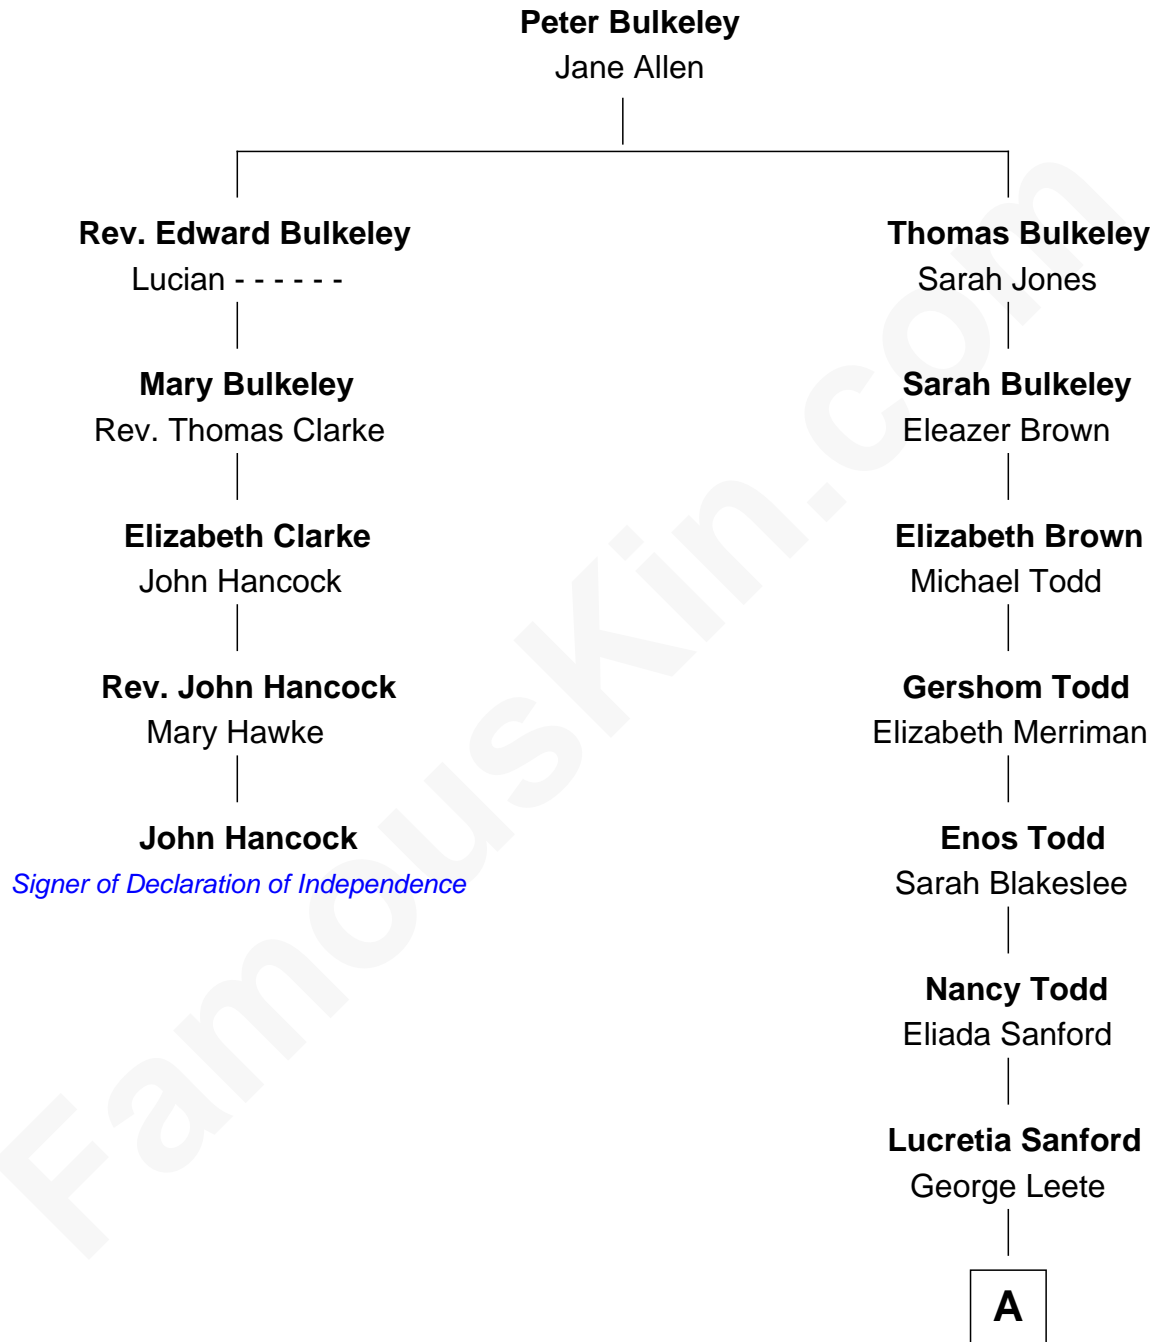 Peter Bulkeley
Jane Allen
Rev. Edward Bulkeley
Lucian - - - - - -
Mary Bulkeley
Rev. Thomas Clarke
Elizabeth Clarke
John Hancock
Rev. John Hancock
Mary Hawke
John Hancock
Signer of Declaration of Independence
Thomas Bulkeley
Sarah Jones
Sarah Bulkeley
Eleazer Brown
Elizabeth Brown
Michael Todd
Gershom Todd
Elizabeth Merriman
Enos Todd
Sarah Blakeslee
Nancy Todd
Eliada Sanford
Lucretia Sanford
George Leete
A
FamousKin.com